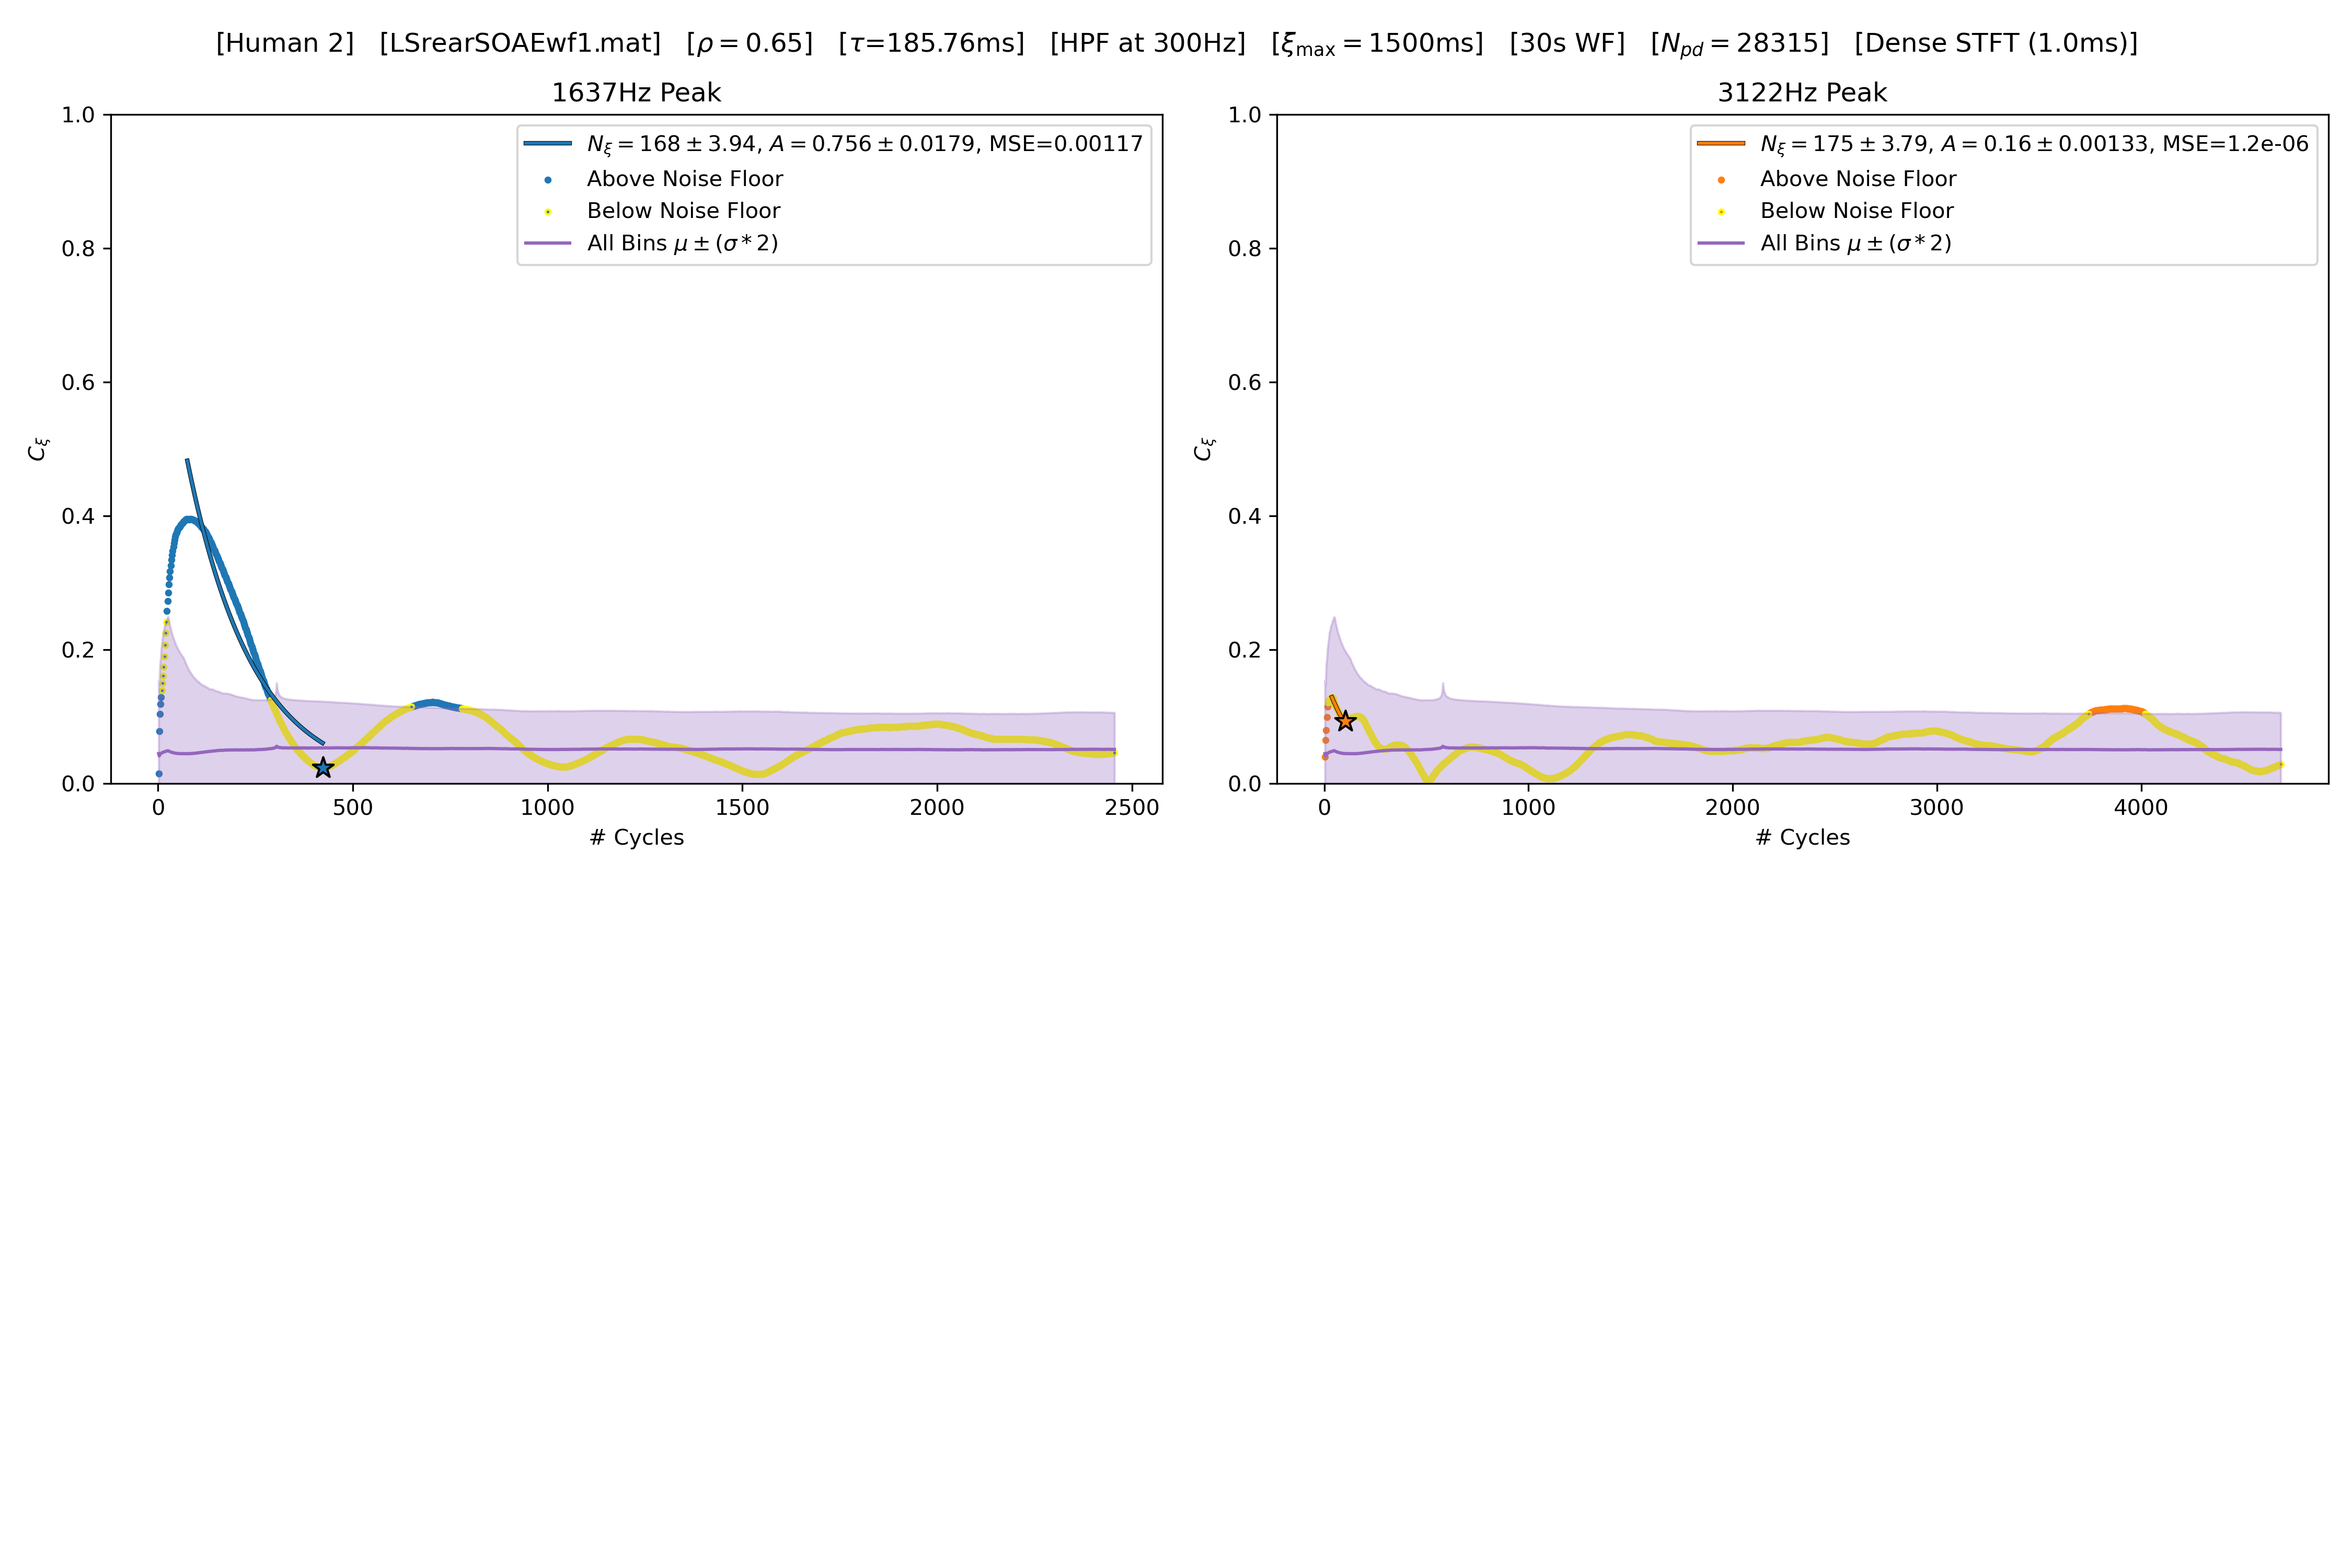 [Human 2] [LSrearSOAEwf1.mat] [ρ = 0.65] [τ=185.76ms] [HPF at 300Hz] [ξmax = 1500ms] [30s WF] [Npd = 28315] [Dense STFT (1.0ms)]
1637Hz Peak
Nξ = 168 ± 3.94, A = 0.756 ± 0.0179, MSE=0.00117
Above Noise Floor
Below Noise Floor
All Bins μ ± (σ * 2)
1.0
0.8
0.6
0.4
0.2
0.0
Cξ
0 500 1000 1500 2000 2500
# Cycles
3122Hz Peak
Nξ = 175 ± 3.79, A = 0.16 ± 0.00133, MSE=1.2e-06
Above Noise Floor
Below Noise Floor
All Bins μ ± (σ * 2)
1.0
0.8
0.6
0.4
0.2
0.0
Cξ
0 1000 2000 3000 4000
# Cycles